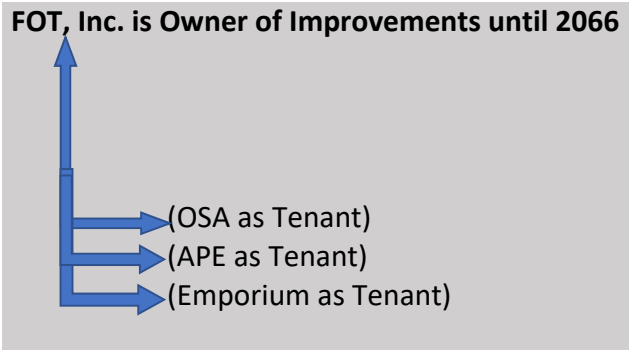 FOT, Inc. is Owner of Improvements until 2066
(OSA as Tenant)
(APE as Tenant)
(Emporium as Tenant)